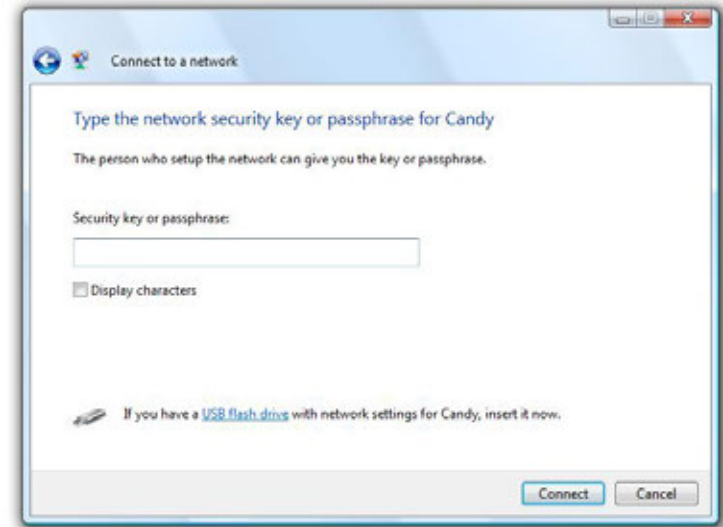 Connect to a network
Type the network security key or passphrase for Candy
The person who setup the network can give you the key or passphrase.
Security key or passphrase:
Display characters
If you have a USB flash drive with network settings for Candy, insert it now.
Connect Cancel